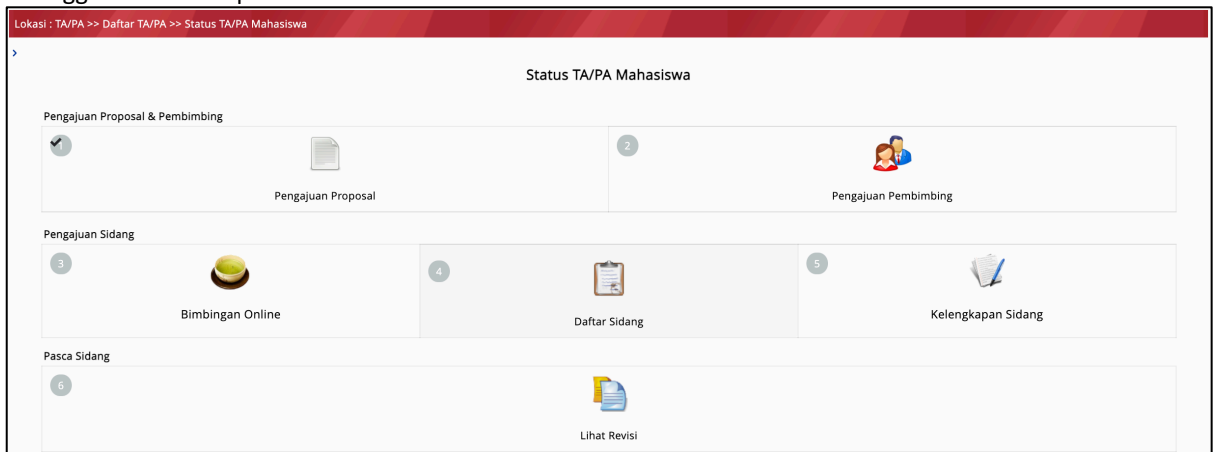 Lokasi : TA/PA >> Daftar TA/PA >> Status TA/PA Mahasiswa
Status TA/PA Mahasiswa
Pengajuan Proposal & Pembimbing
1 2
Pengajuan Proposal Pengajuan Pembimbing
Pengajuan Sidang
3 4 5
Bimbingan Online Daftar Sidang Kelengkapan Sidang
Pasca Sidang
6
Lihat Revisi